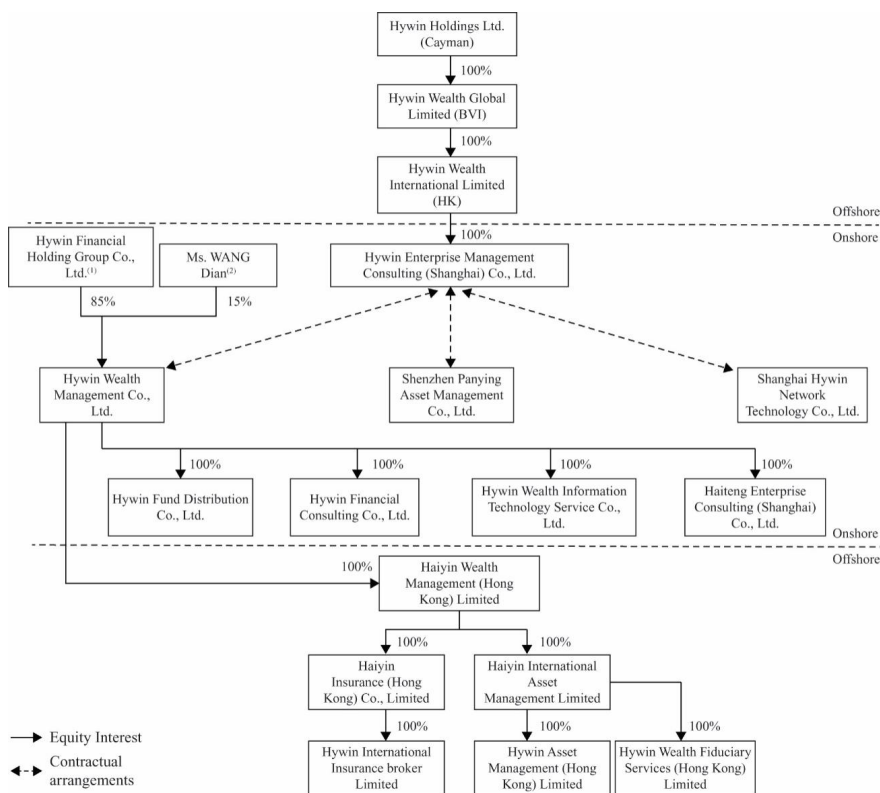 Hywin Holdings Ltd.
(Cayman)
100%
Hywin Wealth Global
Limited (BVI)
100%
Hywin Wealth
International Limited
(HK)
Offshore
100%
Onshore
Hywin Financial
Holding Group Co.,
Ltd.(1)
Ms. WANG
Dian(2)
Hywin Enterprise Management
Consulting (Shanghai) Co., Ltd.
85%
15%
Hywin Wealth
Management Co.,
Ltd.
Shenzhen Panying
Asset Management
Co., Ltd.
Shanghai Hywin
Network
Technology Co., Ltd.
100%
100%
100%
100%
Hywin Fund Distribution
Co., Ltd.
Hywin Financial
Consulting Co., Ltd.
Hywin Wealth Information
Technology Service Co.,
Ltd.
Haiteng Enterprise
Consulting (Shanghai)
Co., Ltd.
Onshore
Offshore
100%
Haiyin Wealth
Management (Hong
Kong) Limited
100%
100%
Haiyin
Insurance (Hong
Kong) Co., Limited
Haiyin International
Asset
Management Limited
100%
100%
100%
Equity Interest
Contractual
arrangements
Hywin International
Insurance broker
Limited
Hywin Asset
Management (Hong
Kong) Limited
Hywin Wealth Fiduciary
Services (Hong Kong)
Limited